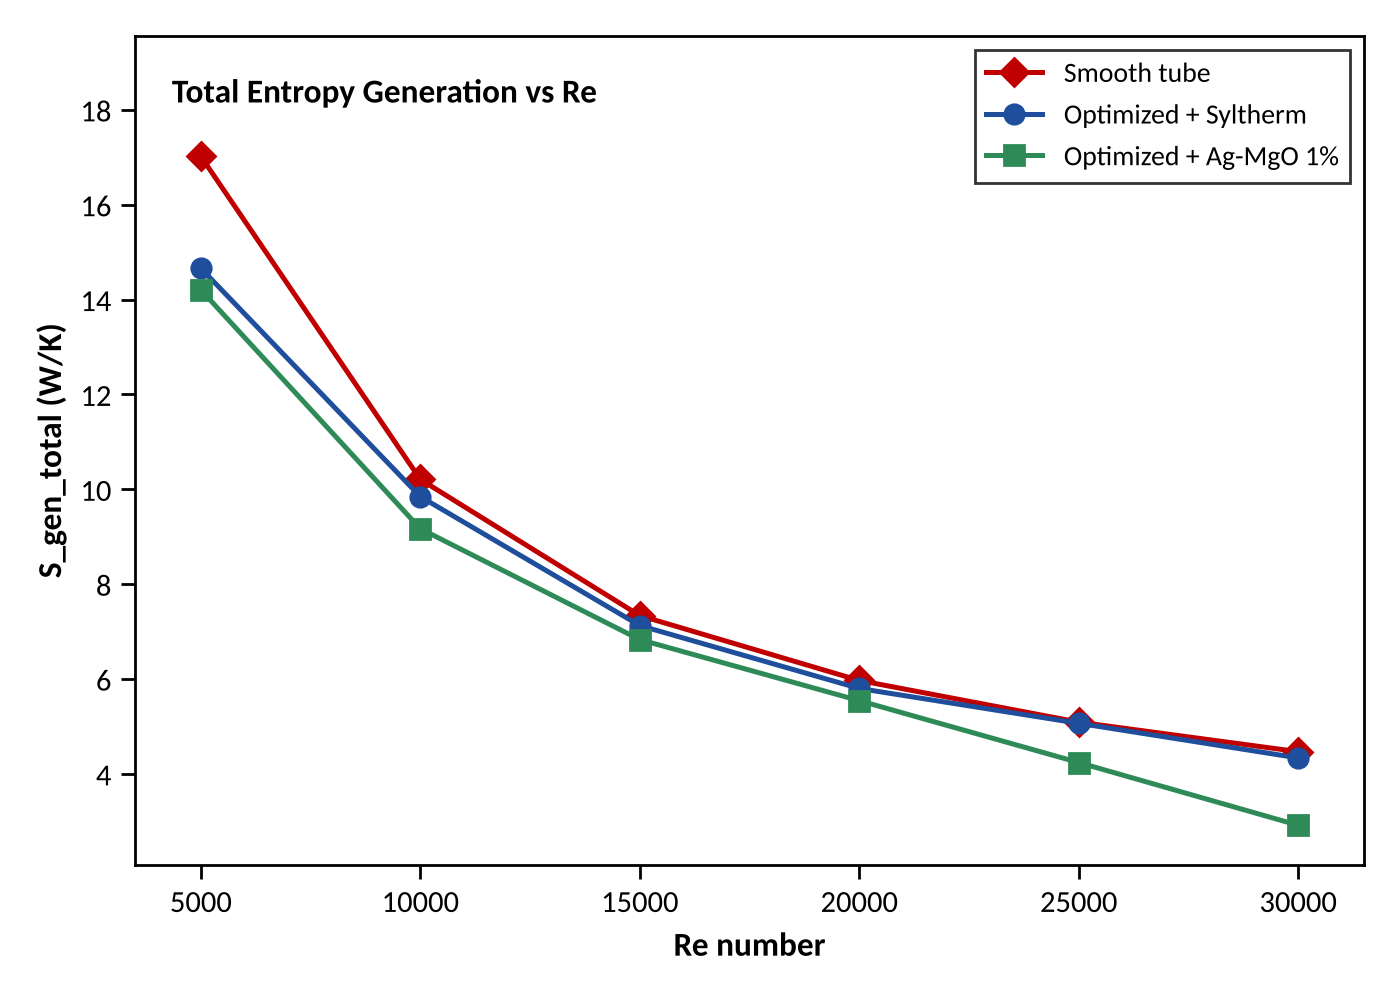 Total Entropy Generation vs Re
Smooth tube
Optimized + Syltherm
Optimized + Ag-MgO 1%
S_gen_total (W/K)
18
16
14
12
10
8
6
4
5000 10000 15000 20000 25000 30000
Re number